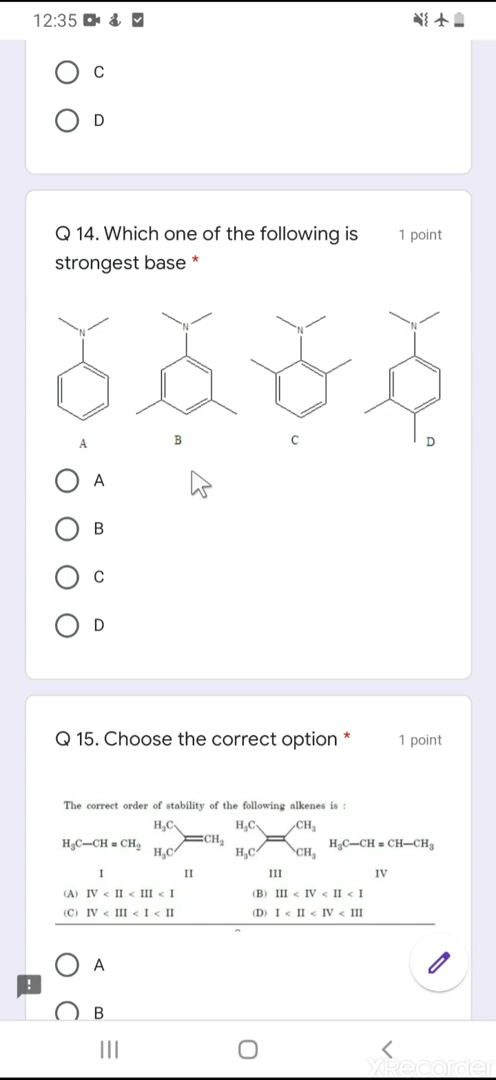 12:35
C
D
Q 14. Which one of the following is
strongest base *
1 point
N
N
N
N
A
B
C
D
A
B
C
D
Q 15. Choose the correct option *
1 point
The correct order of stability of the following alkenes is :
H₃C—CH = CH₂
H₃C
H₃C
=CH₂
H₃C
H₃C
CH₃
CH₃
H₃C—CH = CH—CH₃
I
II
III
IV
(A) IV < II < III < I
(B) III < IV < II < I
(C) IV < III < I < II
(D) I < II < IV < III
A
B
XRecorder